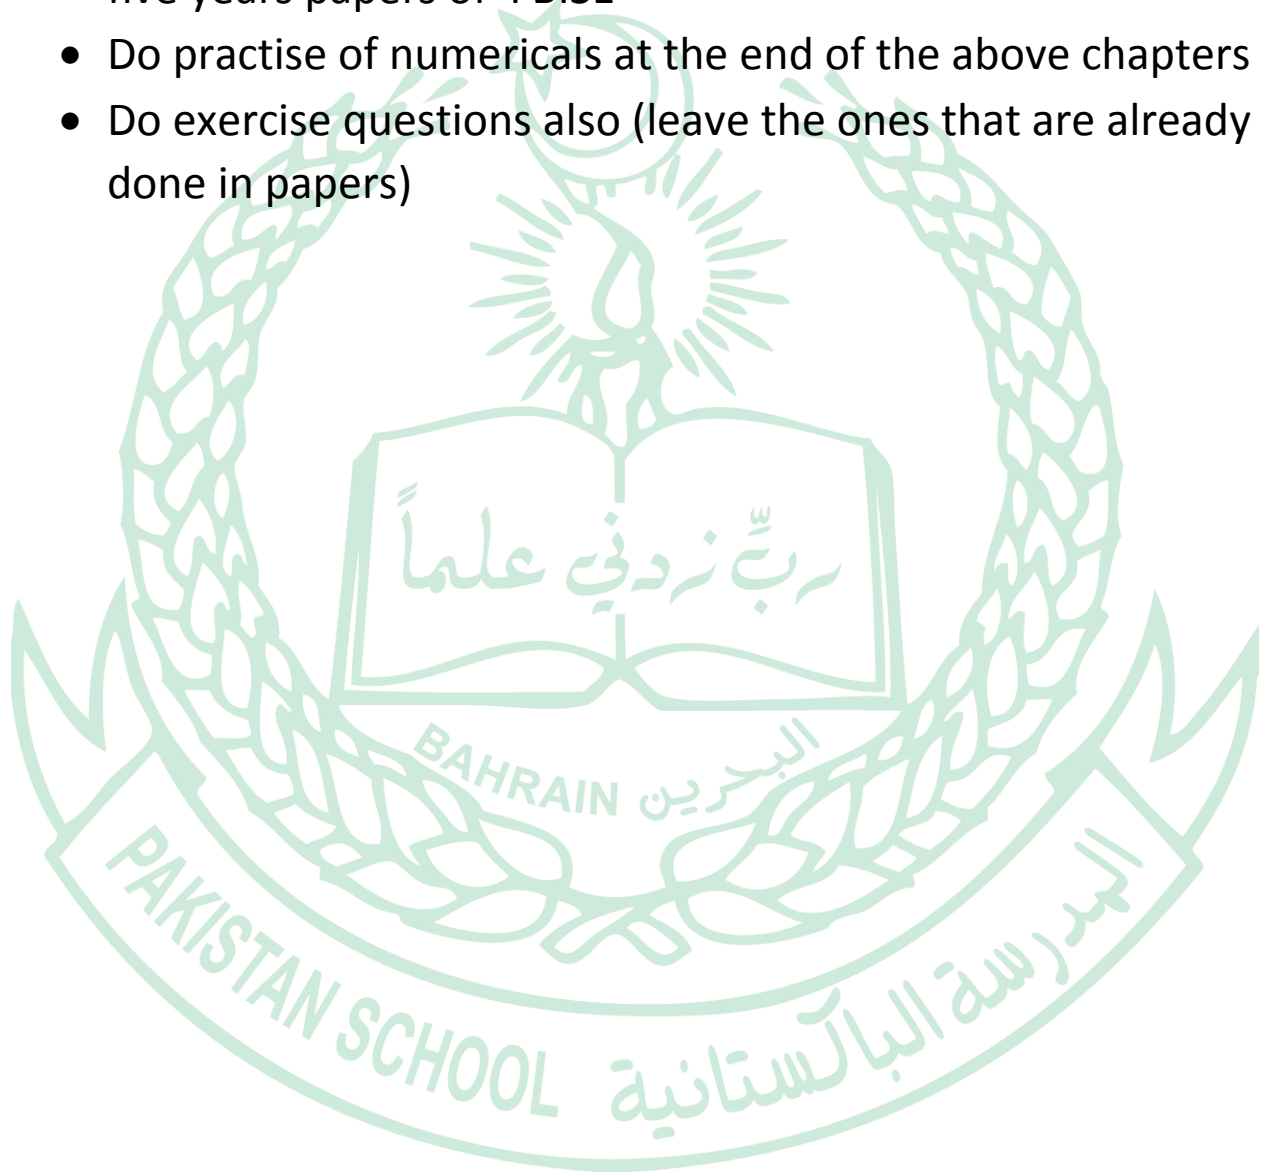 five years papers of FBISE
• Do practise of numericals at the end of the above chapters
• Do exercise questions also (leave the ones that are already
done in papers)
ربِّ زدني علماً
BAHRAIN البحرين
PAKISTAN SCHOOL المدرسة الباكستانية